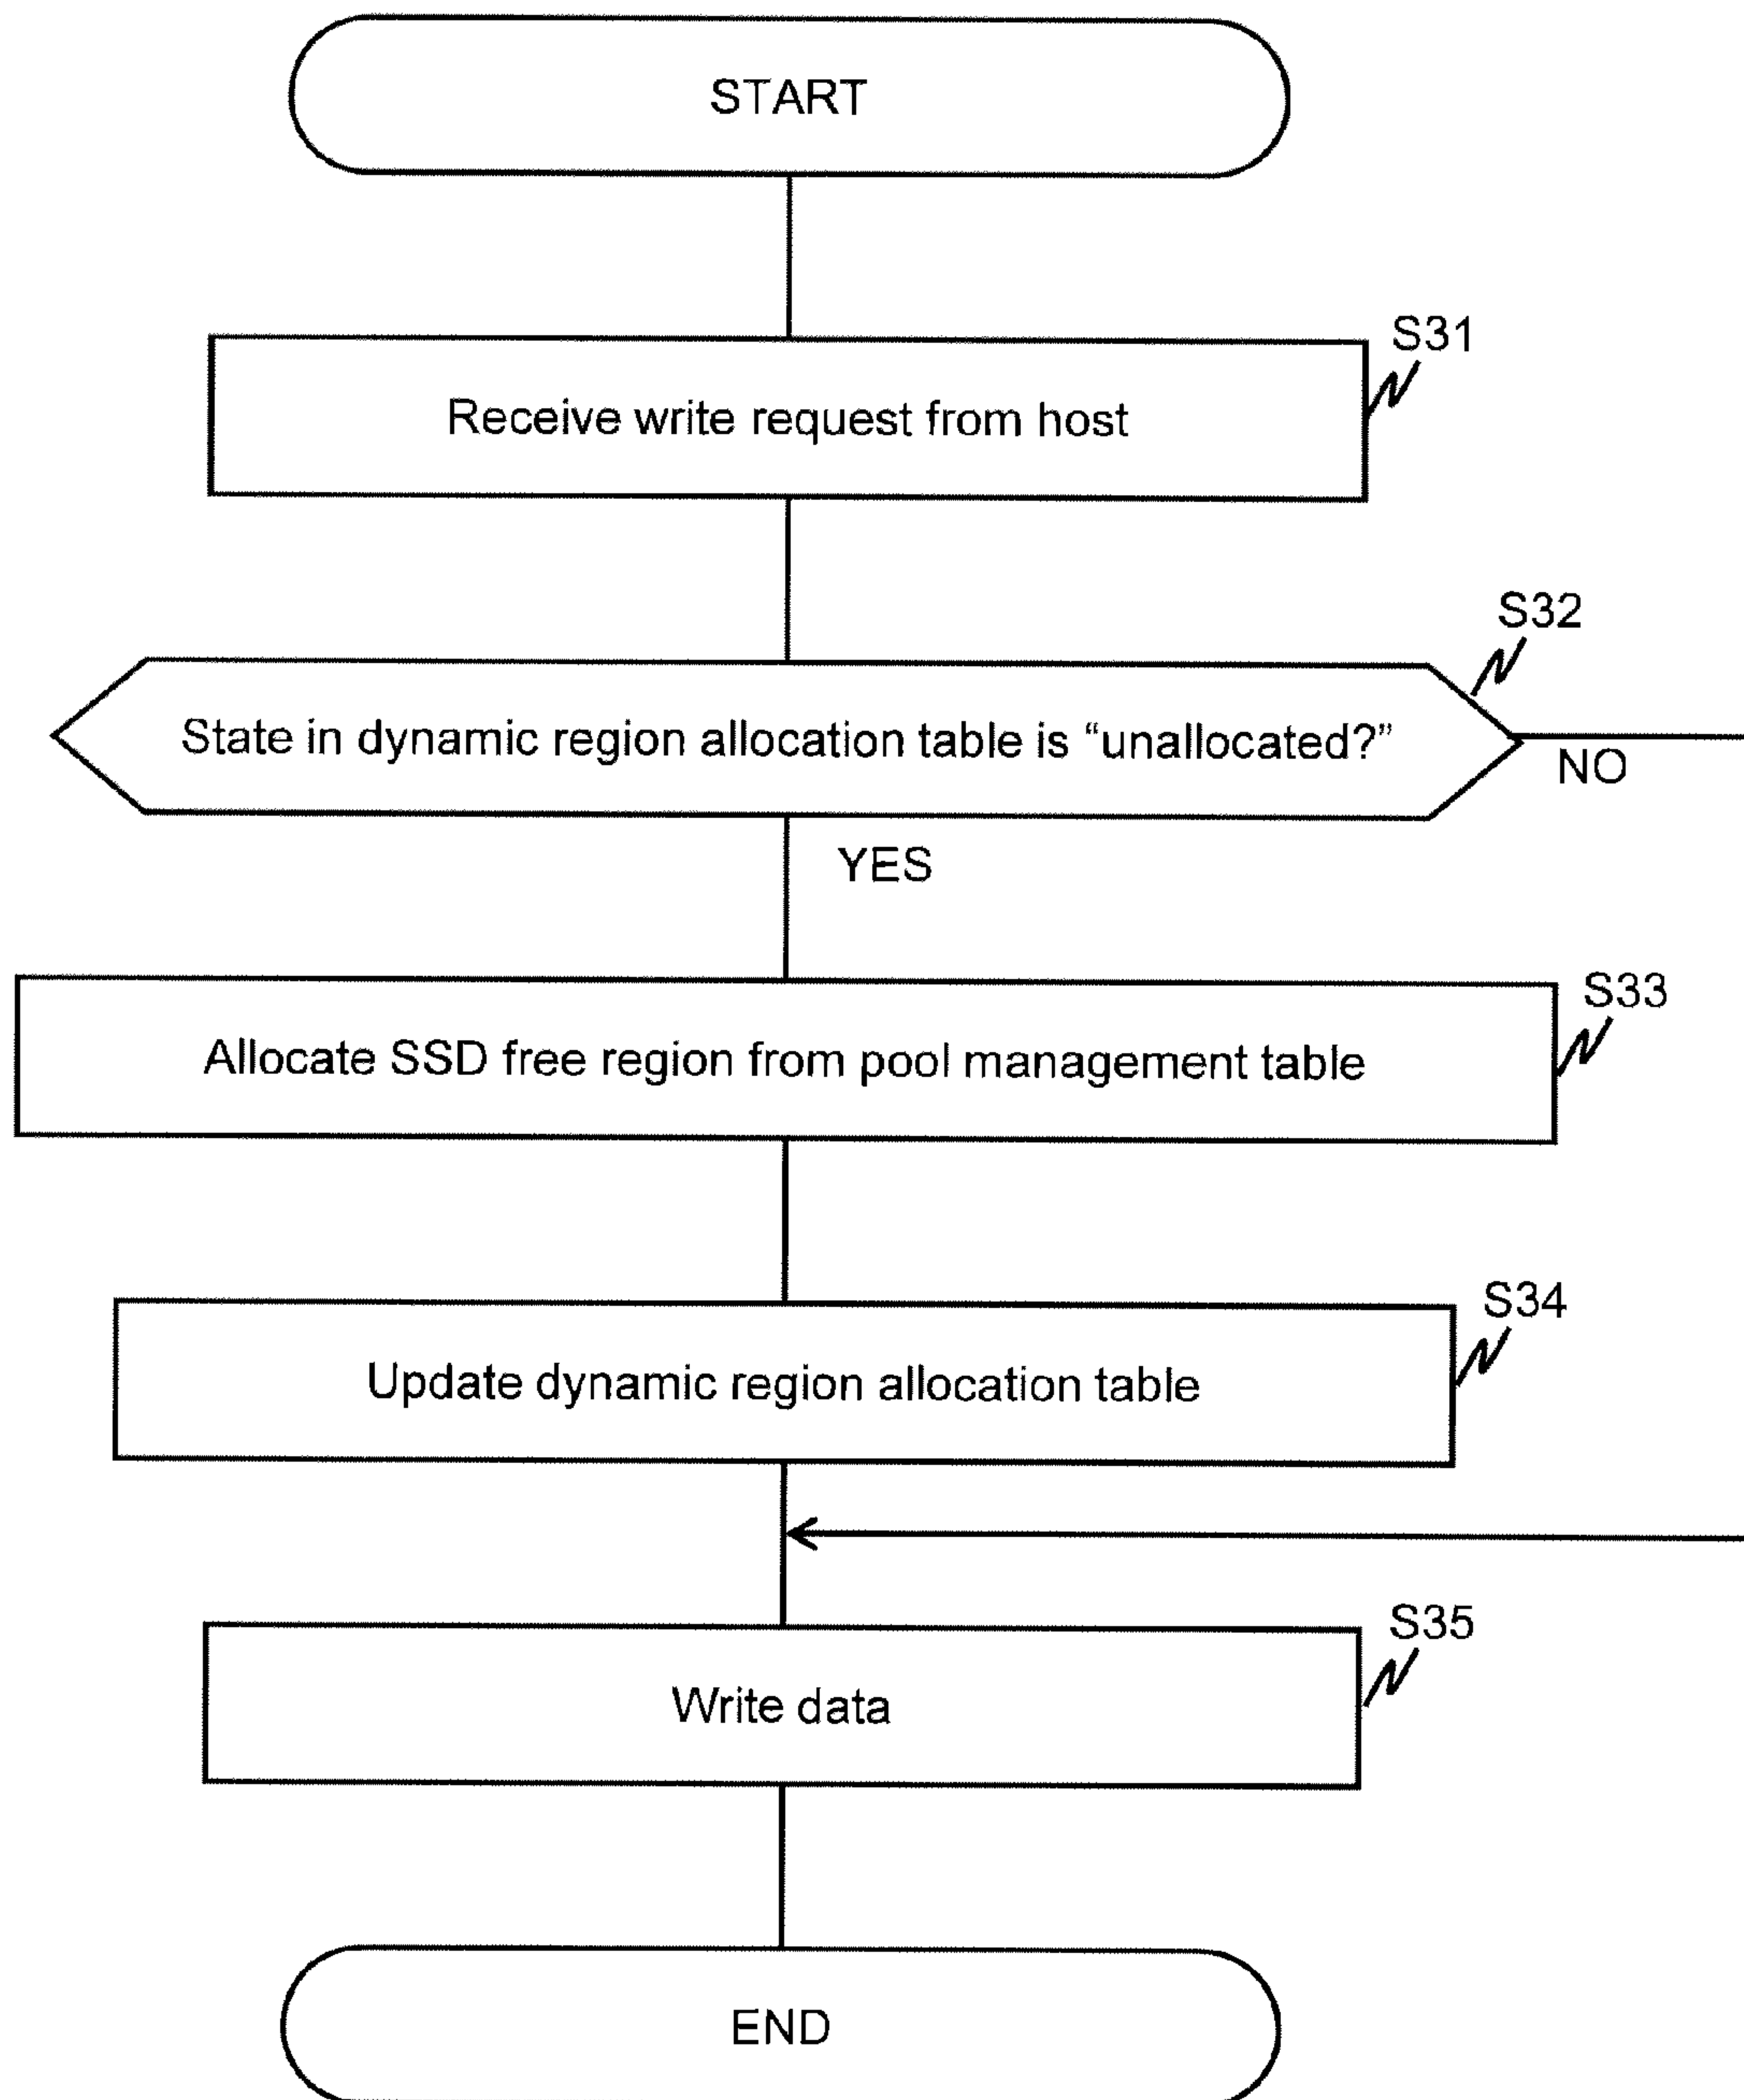 START
S31
Receive write request from host
S32
State in dynamic region allocation table is “unallocated?”
NO
YES
S33
Allocate SSD free region from pool management table
S34
Update dynamic region allocation table
S35
Write data
END